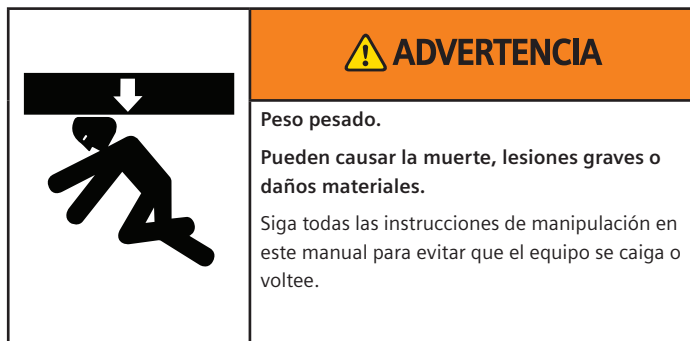 ADVERTENCIA
Peso pesado.
Pueden causar la muerte, lesiones graves o
daños materiales.
Siga todas las instrucciones de manipulación en
este manual para evitar que el equipo se caiga o
voltee.